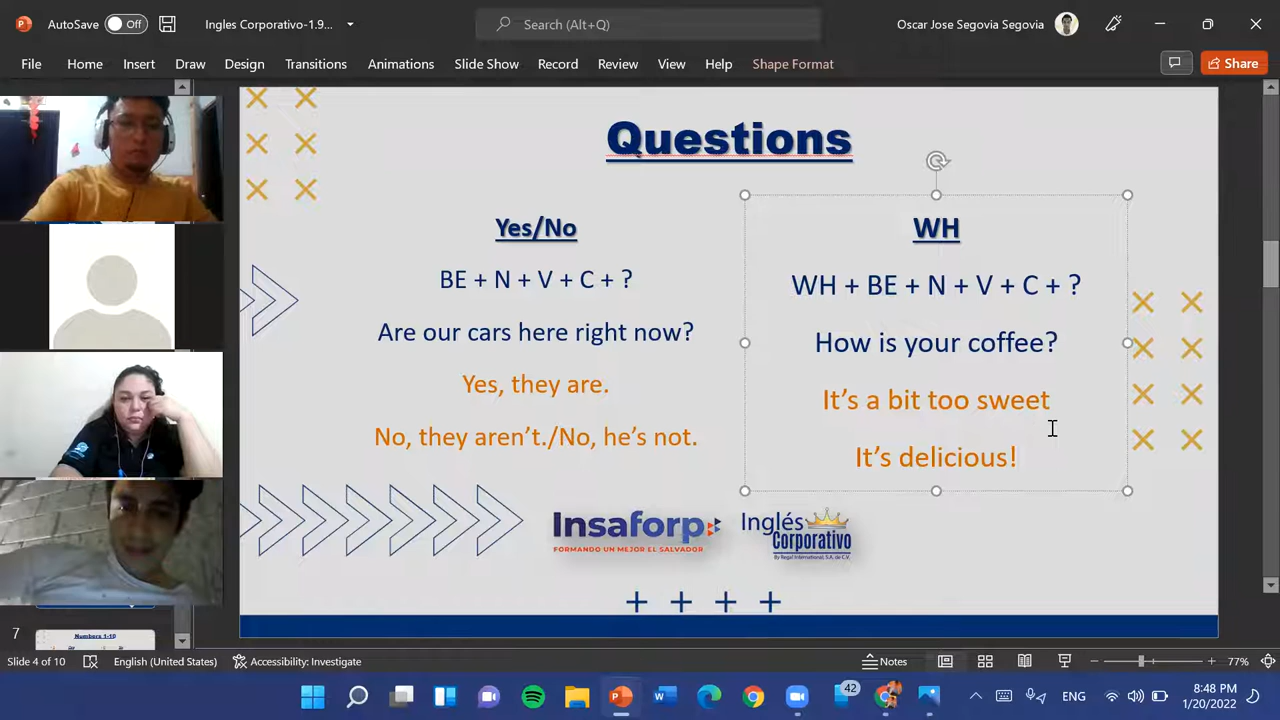 AutoSave Off Ingles Corporativo-1.9... Search (Alt+Q) Oscar Jose Segovia Segovia
File Home Insert Draw Design Transitions Animations Slide Show Record Review View Help Shape Format Share
Questions
Yes/No
BE + N + V + C + ?
Are our cars here right now?
Yes, they are.
No, they aren't./No, he's not.
WH
WH + BE + N + V + C + ?
How is your coffee?
It's a bit too sweet
It's delicious!
Insaforp
FORMANDO UN MEJOR EL SALVADOR
Inglés
Corporativo
By Regal International, S.A. de C.V.
7
Numbers 1-10
Slide 4 of 10 English (United States) Accessibility: Investigate Notes 77%
42 ENG 8:48 PM
1/20/2022